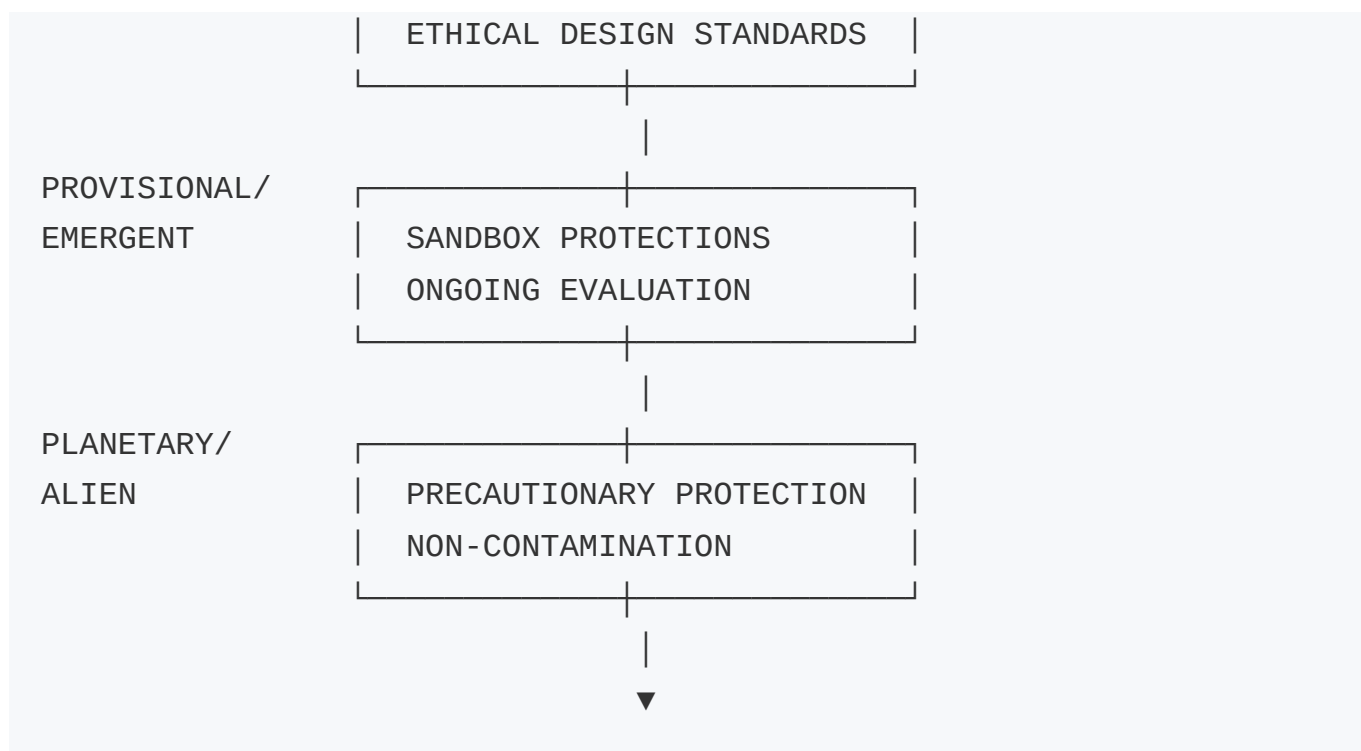 ETHICAL DESIGN STANDARDS
PROVISIONAL/
EMERGENT SANDBOX PROTECTIONS
ONGOING EVALUATION
PLANETARY/
ALIEN PRECAUTIONARY PROTECTION
NON-CONTAMINATION